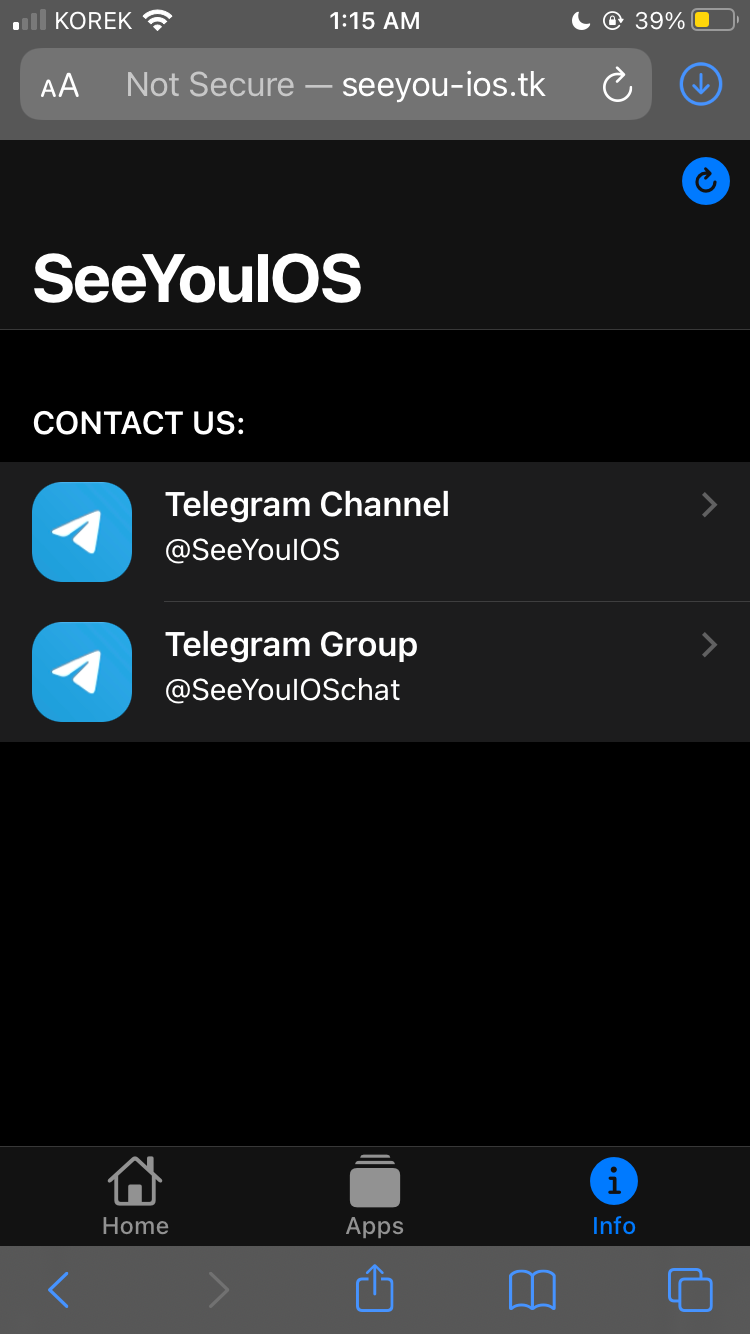 KOREK 1:15 AM 39%
AA Not Secure — seeyou-ios.tk
SeeYouIOS
CONTACT US:
Telegram Channel
@SeeYouIOS
Telegram Group
@SeeYouIOSchat
Home Apps Info